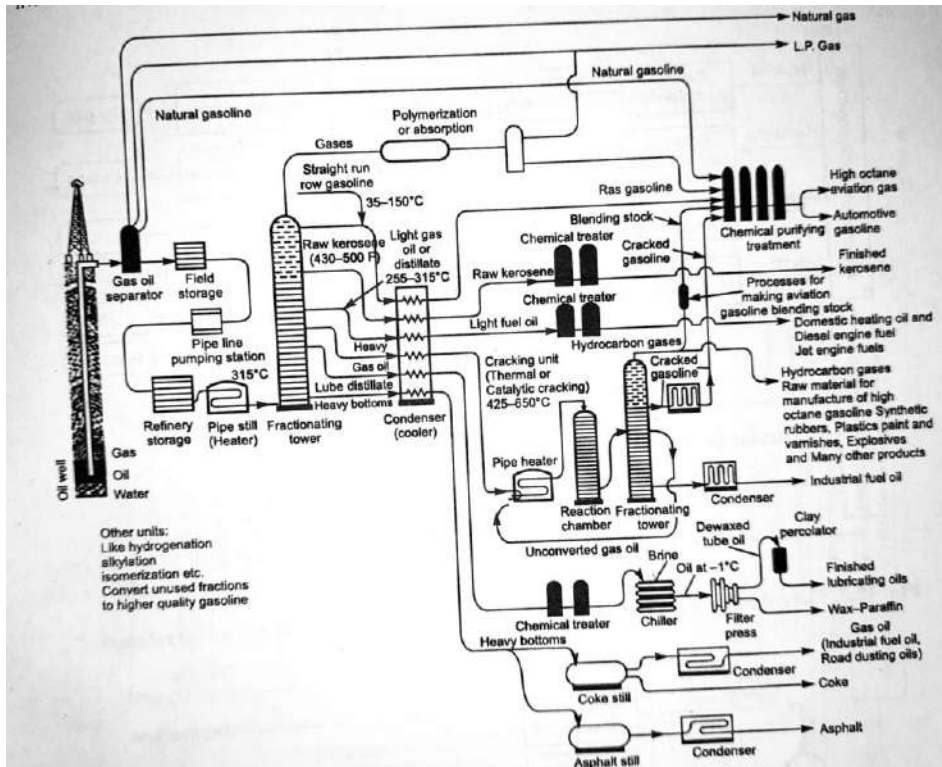 Natural gas
L.P. Gas
Natural gasoline
Natural gasoline
Polymerization
or absorption
Gases
Straight run
row gasoline
35–150°C
High octane
aviation gas
Ras gasoline
Blending stock
Automotive
gasoline
Chemical purifying
treatment
Raw kerosene
(430–500 F)
Light gas
oil or
distillate
255–315°C
Chemical treater
Cracked
gasoline
Raw kerosene
Finished
kerosene
Gas oil
separator
Field
storage
Chemical treater
Processes for
making aviation
gasoline blending stock
Light fuel oil
Domestic heating oil and
Diesel engine fuel
Jet engine fuels
Pipe line
pumping station
Heavy
Hydrocarbon gases
Gas oil
Cracking unit
(Thermal or
Catalytic cracking)
425–650°C
Cracked
gasoline
Hydrocarbon gases
Raw material for
manufacture of high
octane gasoline Synthetic
rubbers, Plastics paint and
varnishes, Explosives
and Many other products
315°C
Lube distillate
Heavy bottoms
Refinery
storage
Pipe still
(Heater)
Fractionating
tower
Condenser
(cooler)
Gas
Oil
Water
Oil well
Pipe heater
Reaction
chamber
Fractionating
tower
Condenser
Industrial fuel oil
Unconverted gas oil
Other units:
Like hydrogenation
alkylation
isomerization etc.
Convert unused fractions
to higher quality gasoline
Brine
Oil at –1°C
Dewaxed
tube oil
Clay
percolator
Finished
lubricating oils
Chemical treater
Chiller
Filter
press
Wax–Paraffin
Heavy bottoms
Gas oil
(Industrial fuel oil,
Road dusting oils)
Condenser
Coke still
Coke
Asphalt
Condenser
Asphalt still